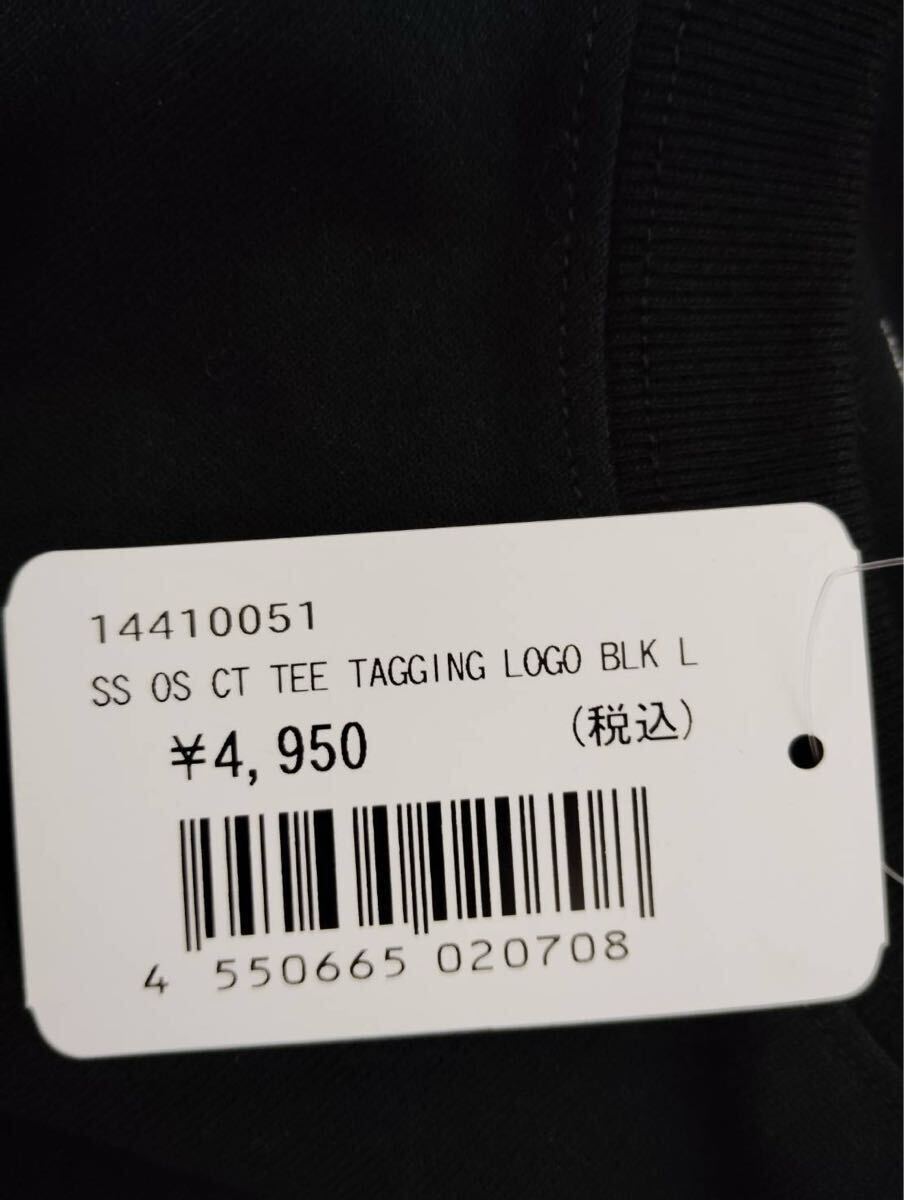 14410051
SS OS CT TEE TAGGING LOGO BLK L
¥4,950 (税込)
4 550665 020708